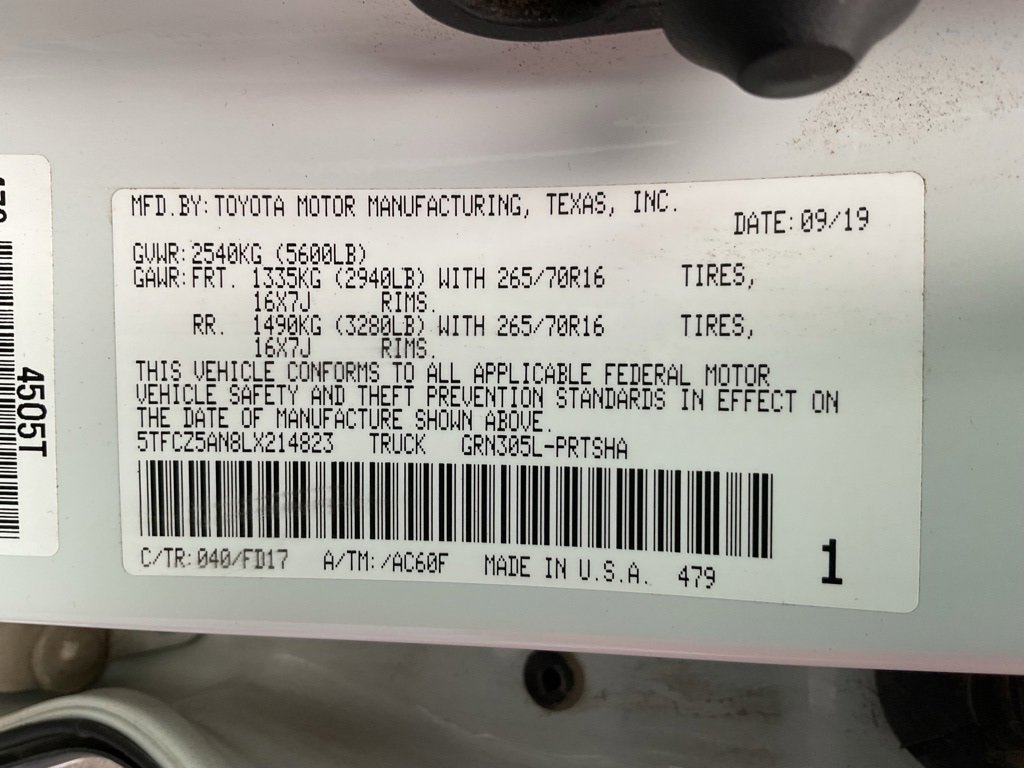 MFD.BY:TOYOTA MOTOR MANUFACTURING, TEXAS, INC.
DATE:09/19
GVWR:2540KG (5600LB)
GAWR:FRT. 1335KG (2940LB) WITH 265/70R16 TIRES,
16X7J RIMS.
RR. 1490KG (3280LB) WITH 265/70R16 TIRES,
16X7J RIMS.
THIS VEHICLE CONFORMS TO ALL APPLICABLE FEDERAL MOTOR
VEHICLE SAFETY AND THEFT PREVENTION STANDARDS IN EFFECT ON
THE DATE OF MANUFACTURE SHOWN ABOVE.
5TFCZ5AN8LX214823 TRUCK GRN305L-PRTSHA
C/TR:040/FD17 A/TM:/AC60F MADE IN U.S.A. 479
1
4505T